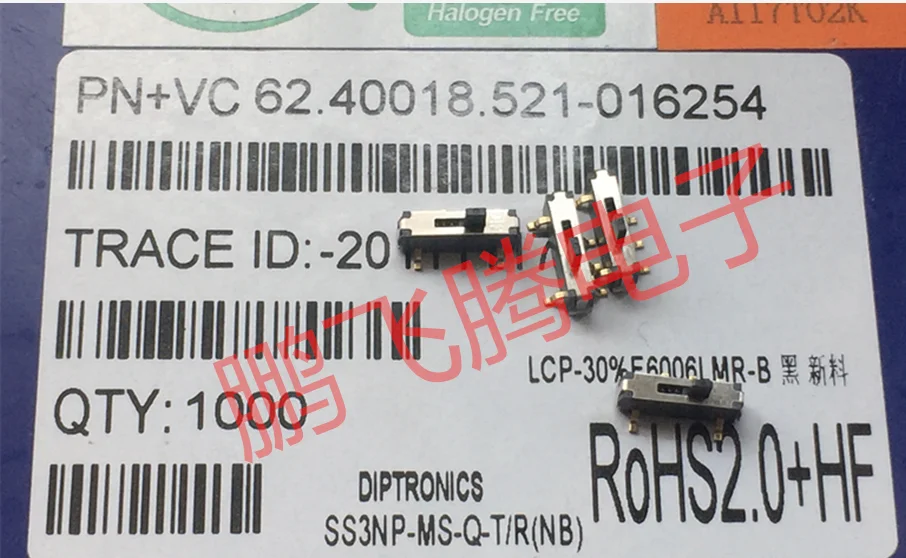 Halogen Free
A117T02K
PN+VC 62.40018.521-016254
TRACE ID:-20
鹏飞腾电子
LCP-30%E6006LMR-B 黑 新料
QTY: 1000
RoHS2.0+HF
DIPTRONICS
SS3NP-MS-Q-T/R(NB)